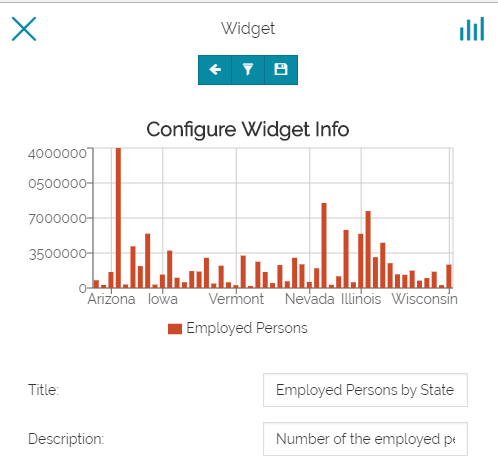 Widget
Configure Widget Info
4000000
0500000
7000000
3500000
0
Arizona Iowa Vermont Nevada Illinois Wisconsin
Employed Persons
Title: Employed Persons by State
Description: Number of the employed pe